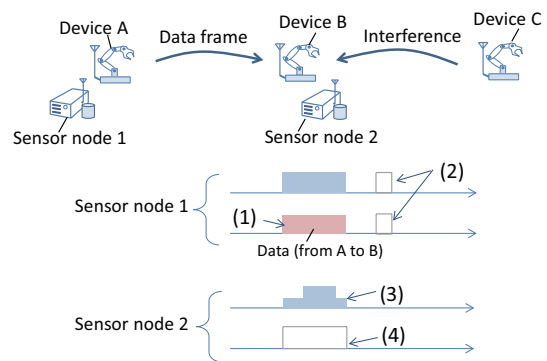 Device A
Data frame
Device B
Interference
Device C
Sensor node 1
Sensor node 2
Sensor node 1
(1)
(2)
Data (from A to B)
Sensor node 2
(3)
(4)